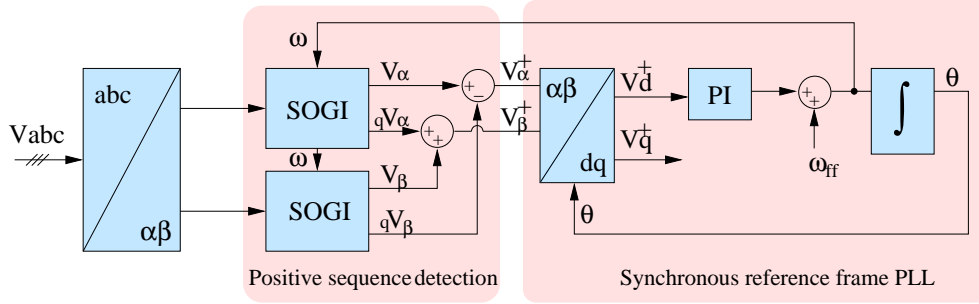 Vabc
abc
αβ
ω
SOGI
ω
SOGI
Vα
qVα
Vβ
qVβ
+
−
+
+
Vα+
Vβ+
αβ
dq
θ
Vd+
Vq+
PI
+
+
ωff
∫
θ
Positive sequence detection
Synchronous reference frame PLL